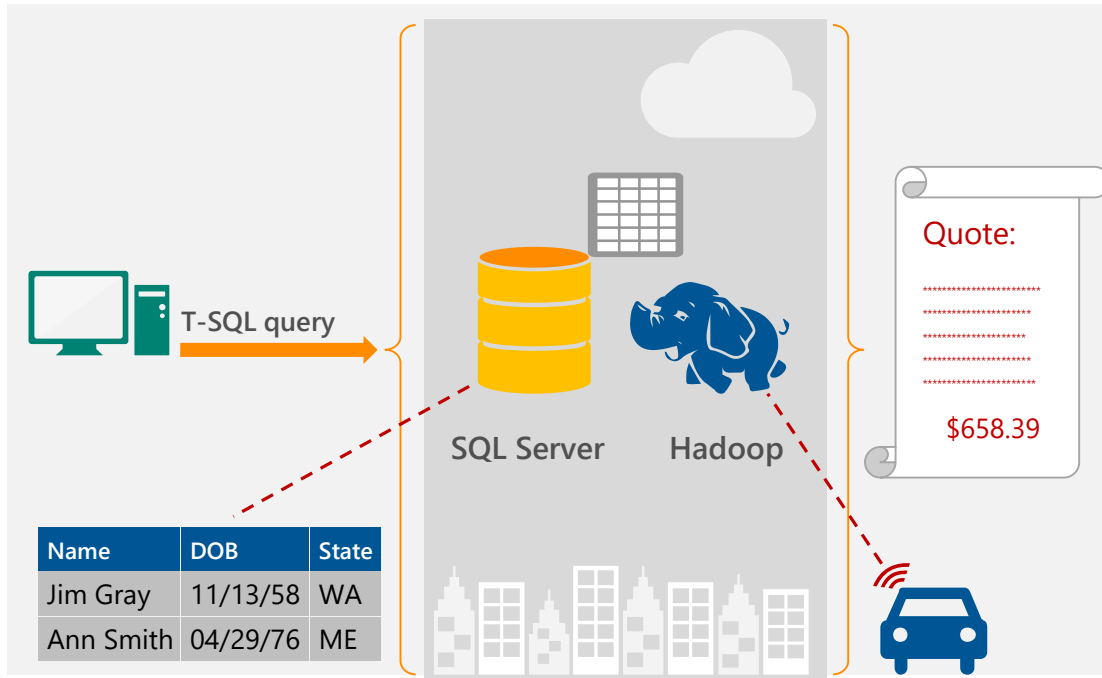 T-SQL query
SQL Server
Hadoop
Quote:
************************
**********************
*********************
**********************
***********************
$658.39
Name DOB State
Jim Gray 11/13/58 WA
Ann Smith 04/29/76 ME